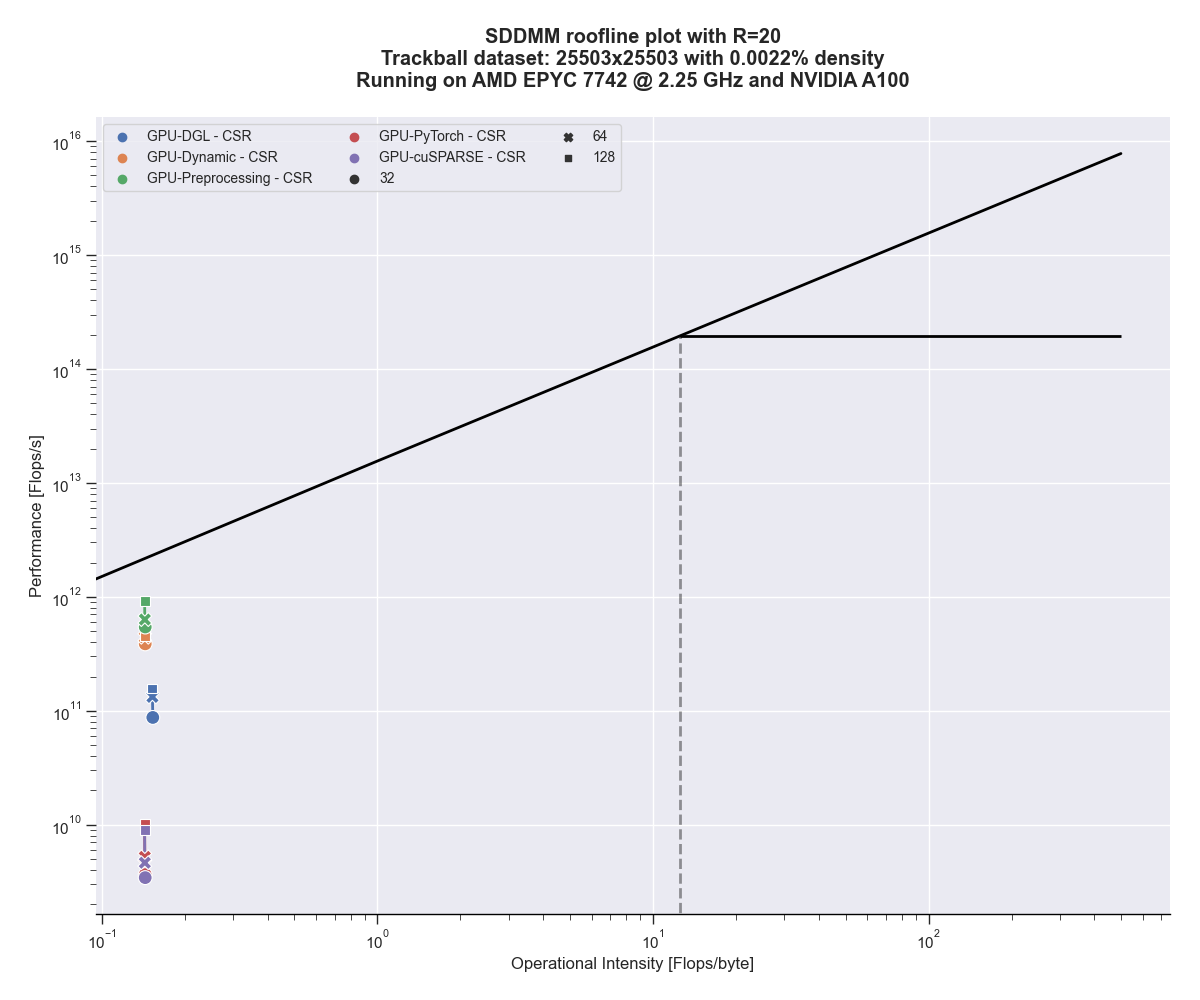 SDDMM roofline plot with R=20
Trackball dataset: 25503x25503 with 0.0022% density
Running on AMD EPYC 7742 @ 2.25 GHz and NVIDIA A100
GPU-DGL - CSR
GPU-Dynamic - CSR
GPU-Preprocessing - CSR
GPU-PyTorch - CSR
GPU-cuSPARSE - CSR
32
64
128
10^16
10^15
10^14
10^13
10^12
10^11
10^10
Performance [Flops/s]
10^−1
10^0
10^1
10^2
Operational Intensity [Flops/byte]